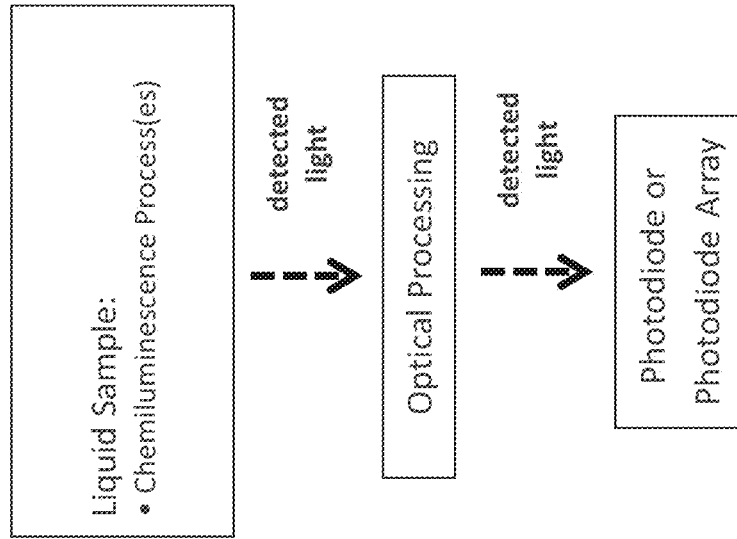 Liquid Sample:
• Chemiluminescence Process(es)
detected
light
Optical Processing
detected
light
Photodiode or
Photodiode Array